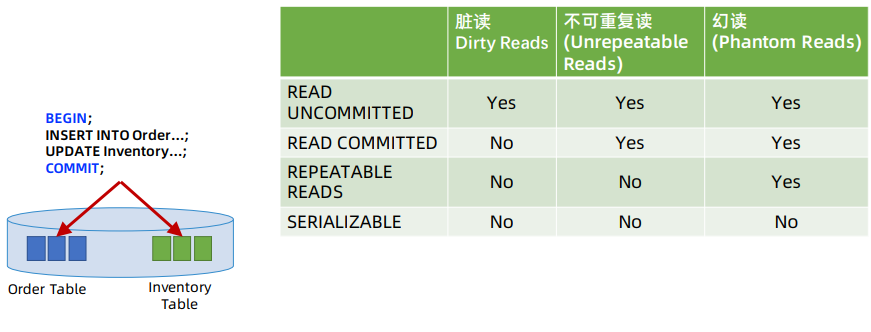 BEGIN;
INSERT INTO Order...;
UPDATE Inventory...;
COMMIT;
Order Table
Inventory
Table
脏读
Dirty Reads
不可重复读
(Unrepeatable
Reads)
幻读
(Phantom Reads)
READ
UNCOMMITTED
Yes
Yes
Yes
READ COMMITTED
No
Yes
Yes
REPEATABLE
READS
No
No
Yes
SERIALIZABLE
No
No
No